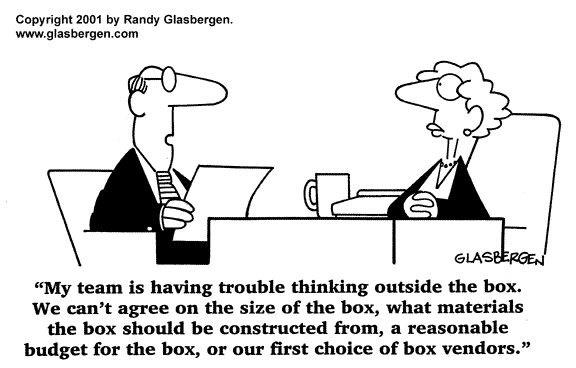 Copyright 2001 by Randy Glasbergen.
www.glasbergen.com
GLASBERGEN
“My team is having trouble thinking outside the box.
We can’t agree on the size of the box, what materials
the box should be constructed from, a reasonable
budget for the box, or our first choice of box vendors.”